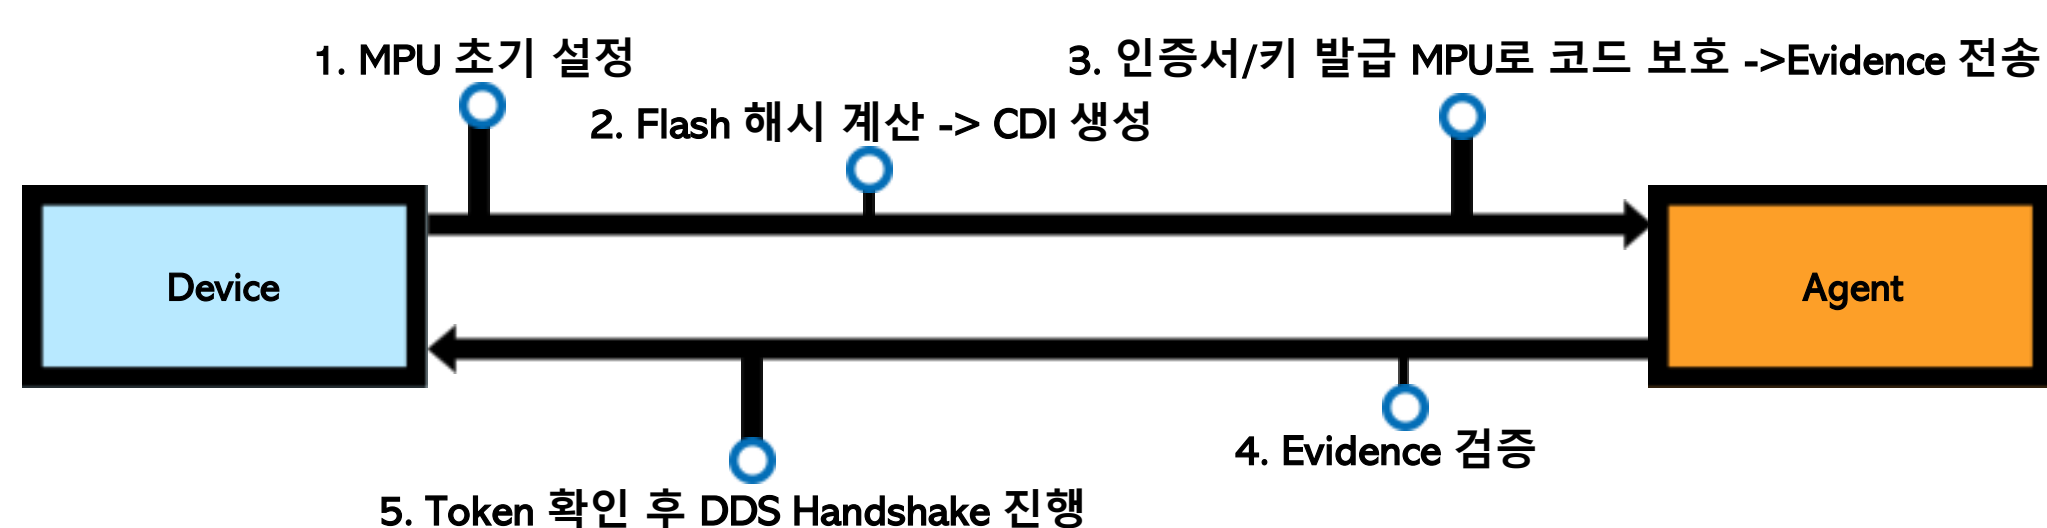 1. MPU 초기 설정
3. 인증서/키 발급 MPU로 코드 보호 ->Evidence 전송
2. Flash 해시 계산 -> CDI 생성
Device
Agent
4. Evidence 검증
5. Token 확인 후 DDS Handshake 진행